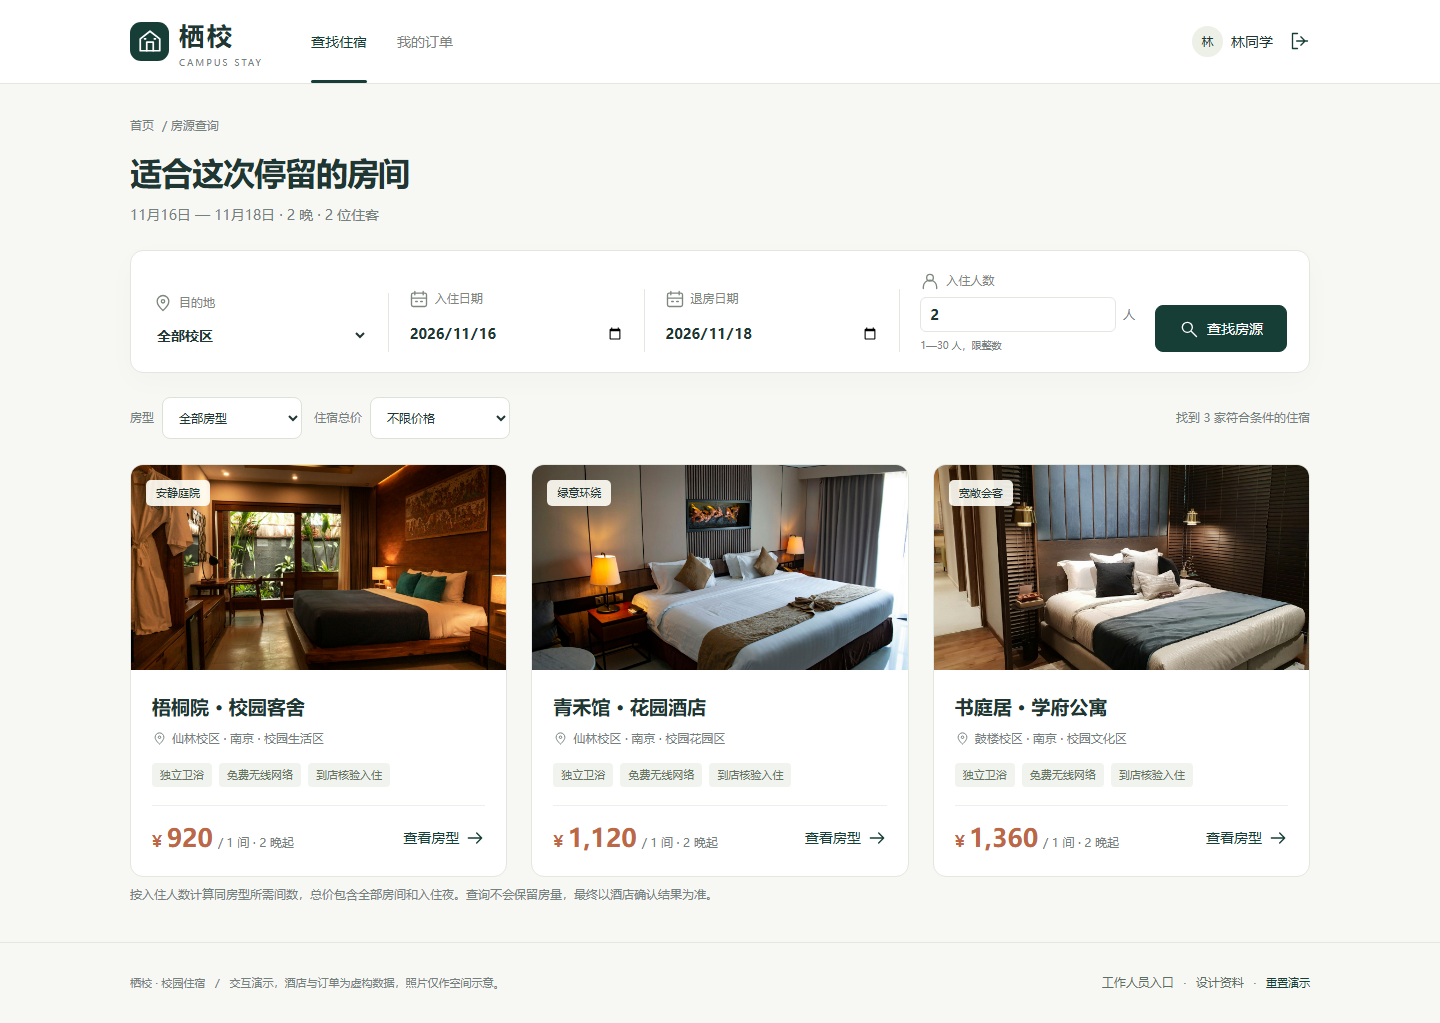 栖校
CAMPUS STAY
查找住宿
我的订单
林
林同学
首页 / 房源查询
适合这次停留的房间
11月16日 — 11月18日 · 2 晚 · 2 位住客
目的地
全部校区
入住日期
2026/11/16
退房日期
2026/11/18
入住人数
2
人
1—30 人，限整数
查找房源
房型
全部房型
住宿总价
不限价格
找到 3 家符合条件的住宿
安静庭院
梧桐院·校园客舍
仙林校区 · 南京 · 校园生活区
独立卫浴
免费无线网络
到店核验入住
¥ 920 / 1 间 · 2 晚起
查看房型
绿意环绕
青禾馆·花园酒店
仙林校区 · 南京 · 校园花园区
独立卫浴
免费无线网络
到店核验入住
¥ 1,120 / 1 间 · 2 晚起
查看房型
宽敞会客
书庭居·学府公寓
鼓楼校区 · 南京 · 校园文化区
独立卫浴
免费无线网络
到店核验入住
¥ 1,360 / 1 间 · 2 晚起
查看房型
按入住人数计算同房型所需间数，总价包含全部房间和入住夜。查询不会保留房量，最终以酒店确认结果为准。
栖校 · 校园住宿 / 交互演示，酒店与订单为虚构数据，照片仅作空间示意。
工作人员入口 · 设计资料 · 重置演示